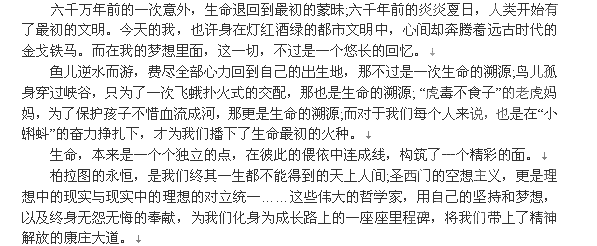 六千万年前的一次意外，生命退回到最初的蒙昧;六千年前的炎炎夏日，人类开始有
了最初的文明。今天的我，也许身在灯红酒绿的都市文明中，心间却奔腾着远古时代的
金戈铁马。而在我的梦想里面，这一切，不过是一个悠长的回忆。↓
鱼儿逆水而游，费尽全部心力回到自己的出生地，那不过是一次生命的溯源;鸟儿孤
身穿过峡谷，只为了一次飞蛾扑火式的交配，那也是生命的溯源; “虎毒不食子”的老虎妈
妈，为了保护孩子不惜血流成河，那更是生命的溯源;而对于我们每个人来说，也是在“小
蝌蚪”的奋力挣扎下，才为我们播下了生命最初的火种。↓
生命，本来是一个个独立的点，在彼此的偎依中连成线，构筑了一个精彩的面。↓
柏拉图的永恒，是我们终其一生都不能得到的天上人间;圣西门的空想主义，更是理
想中的现实与现实中的理想的对立统一……这些伟大的哲学家，用自己的坚持和梦想，
以及终身无怨无悔的奉献，为我们化身为成长路上的一座座里程碑，将我们带上了精神
解放的康庄大道。↓